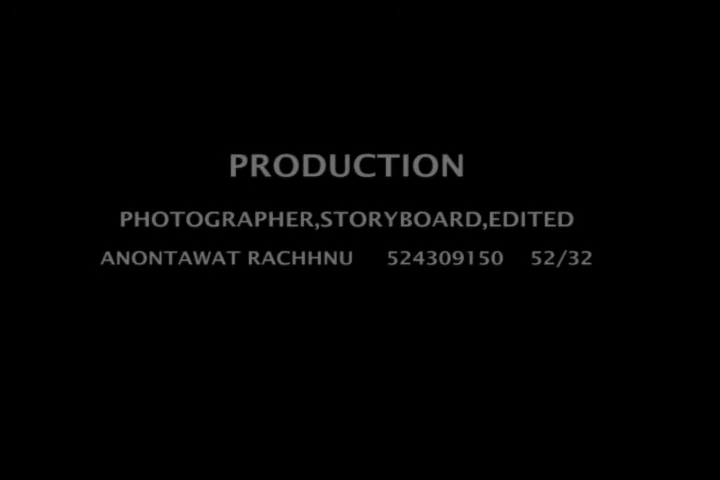 PRODUCTION
PHOTOGRAPHER,STORYBOARD,EDITED
ANONTAWAT RACHHNU 524309150 52/32